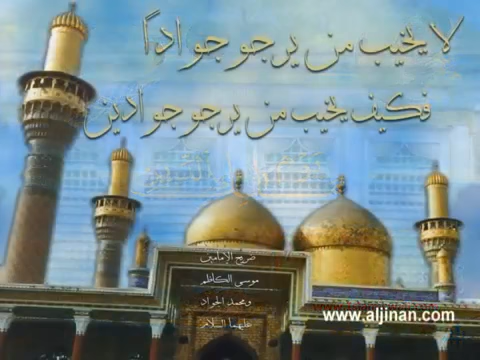 لا يخيب من يرجو جواداً
فكيف يخيب من يرجو جوادين
ضريح الإمامين
موسى الكاظم
ومحمد الجواد
عليهما السلام
www.aljinan.com